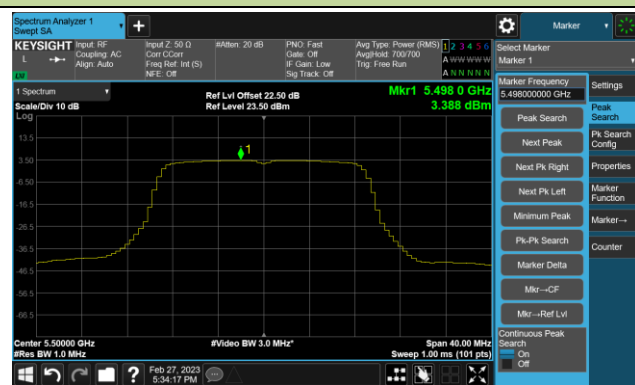 Spectrum Analyzer 1
Swept SA
+
Marker
KEYSIGHT
L
LW
Input: RF
Coupling: AC
Align: Auto
Input Z: 50 Ω
Corr CCorr
Freq Ref: Int (S)
NFE: Off
#Atten: 20 dB
PNO: Fast
Gate: Off
IF Gain: Low
Sig Track: Off
Avg Type: Power (RMS)
Avg|Hold: 700/700
Trig: Free Run
1 2 3 4 5 6
A W W W W W
A N N N N N
Select Marker
Marker 1
1 Spectrum
Scale/Div 10 dB
Log
Ref Lvl Offset 22.50 dB
Ref Level 23.50 dBm
Mkr1 5.498 0 GHz
3.388 dBm
13.5
3.50
-6.50
-16.5
-26.5
-36.5
-46.5
-56.5
-66.5
1
Center 5.50000 GHz
#Res BW 1.0 MHz
#Video BW 3.0 MHz*
Span 40.00 MHz
Sweep 1.00 ms (101 pts)
Marker Frequency
5.498000000 GHz
Peak Search
Next Peak
Next Pk Right
Next Pk Left
Minimum Peak
Pk-Pk Search
Marker Delta
Mkr→CF
Mkr→Ref Lvl
Continuous Peak
Search
On
Off
Settings
Peak
Search
Pk Search
Config
Properties
Marker
Function
Marker→
Counter
?
Feb 27, 2023
5:34:17 PM